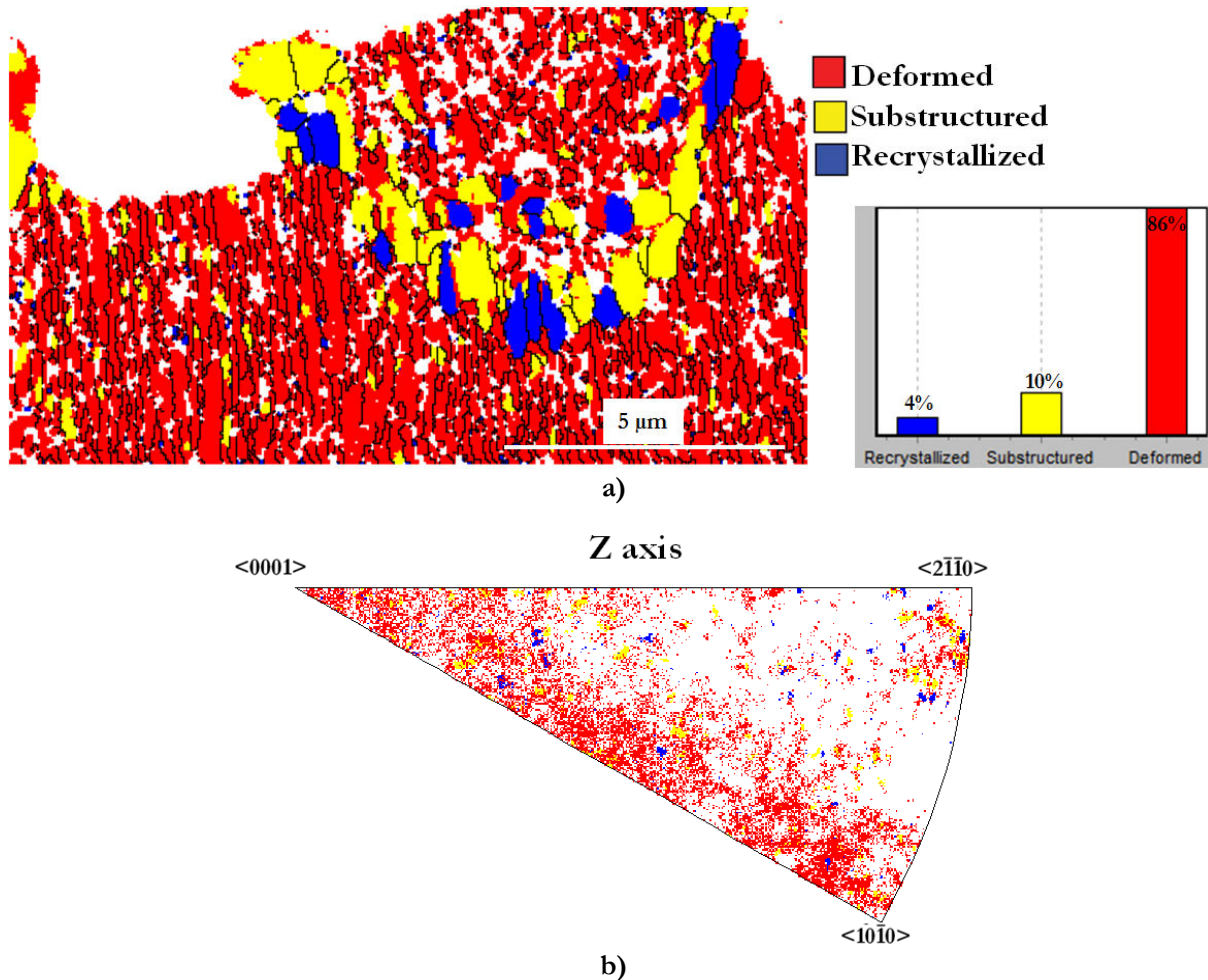 Deformed
Substructured
Recrystallized
5 µm
86%
10%
4%
Recrystallized Substructured Deformed
a)
Z axis
<0001> <21̅1̅0>
<101̅0>
b)